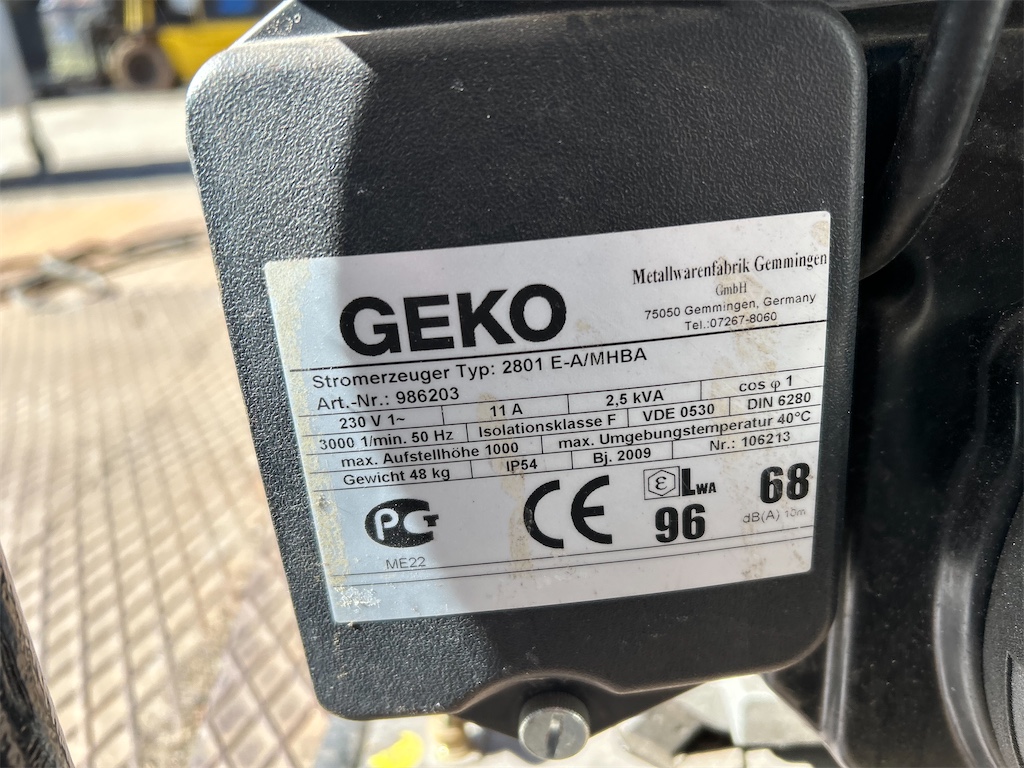 GEKO
Metallwarenfabrik Gemmingen
GmbH
75050 Gemmingen, Germany
Tel.:07267-8060
Stromerzeuger Typ: 2801 E-A/MHBA
Art.-Nr.: 986203
230 V 1~ 11 A 2,5 kVA cos φ 1
3000 1/min. 50 Hz Isolationsklasse F VDE 0530 DIN 6280
max. Aufstellhöhe 1000 max. Umgebungstemperatur 40°C
Gewicht 48 kg IP54 Bj. 2009 Nr.: 106213
PCT CE ε LWA 68
96 dB(A) 10m
ME22